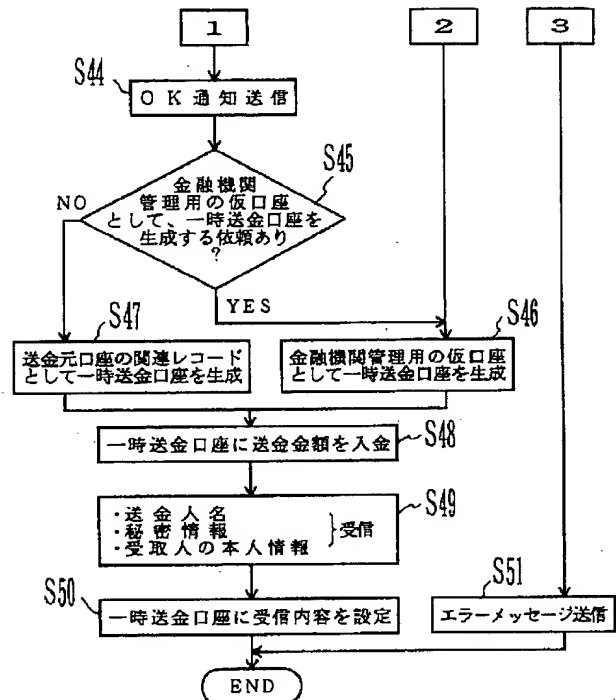 1
2
3
S44
OK通知送信
S45
金融機関
管理用の仮口座
として、一時送金口座を
生成する依頼あり
?
NO
YES
S47
送金元口座の関連レコード
として一時送金口座を生成
S46
金融機関管理用の仮口座
として一時送金口座を生成
S48
一時送金口座に送金金額を入金
S49
・送金人名
・秘密情報
・受取人の本人情報
受信
S50
一時送金口座に受信内容を設定
S51
エラーメッセージ送信
END